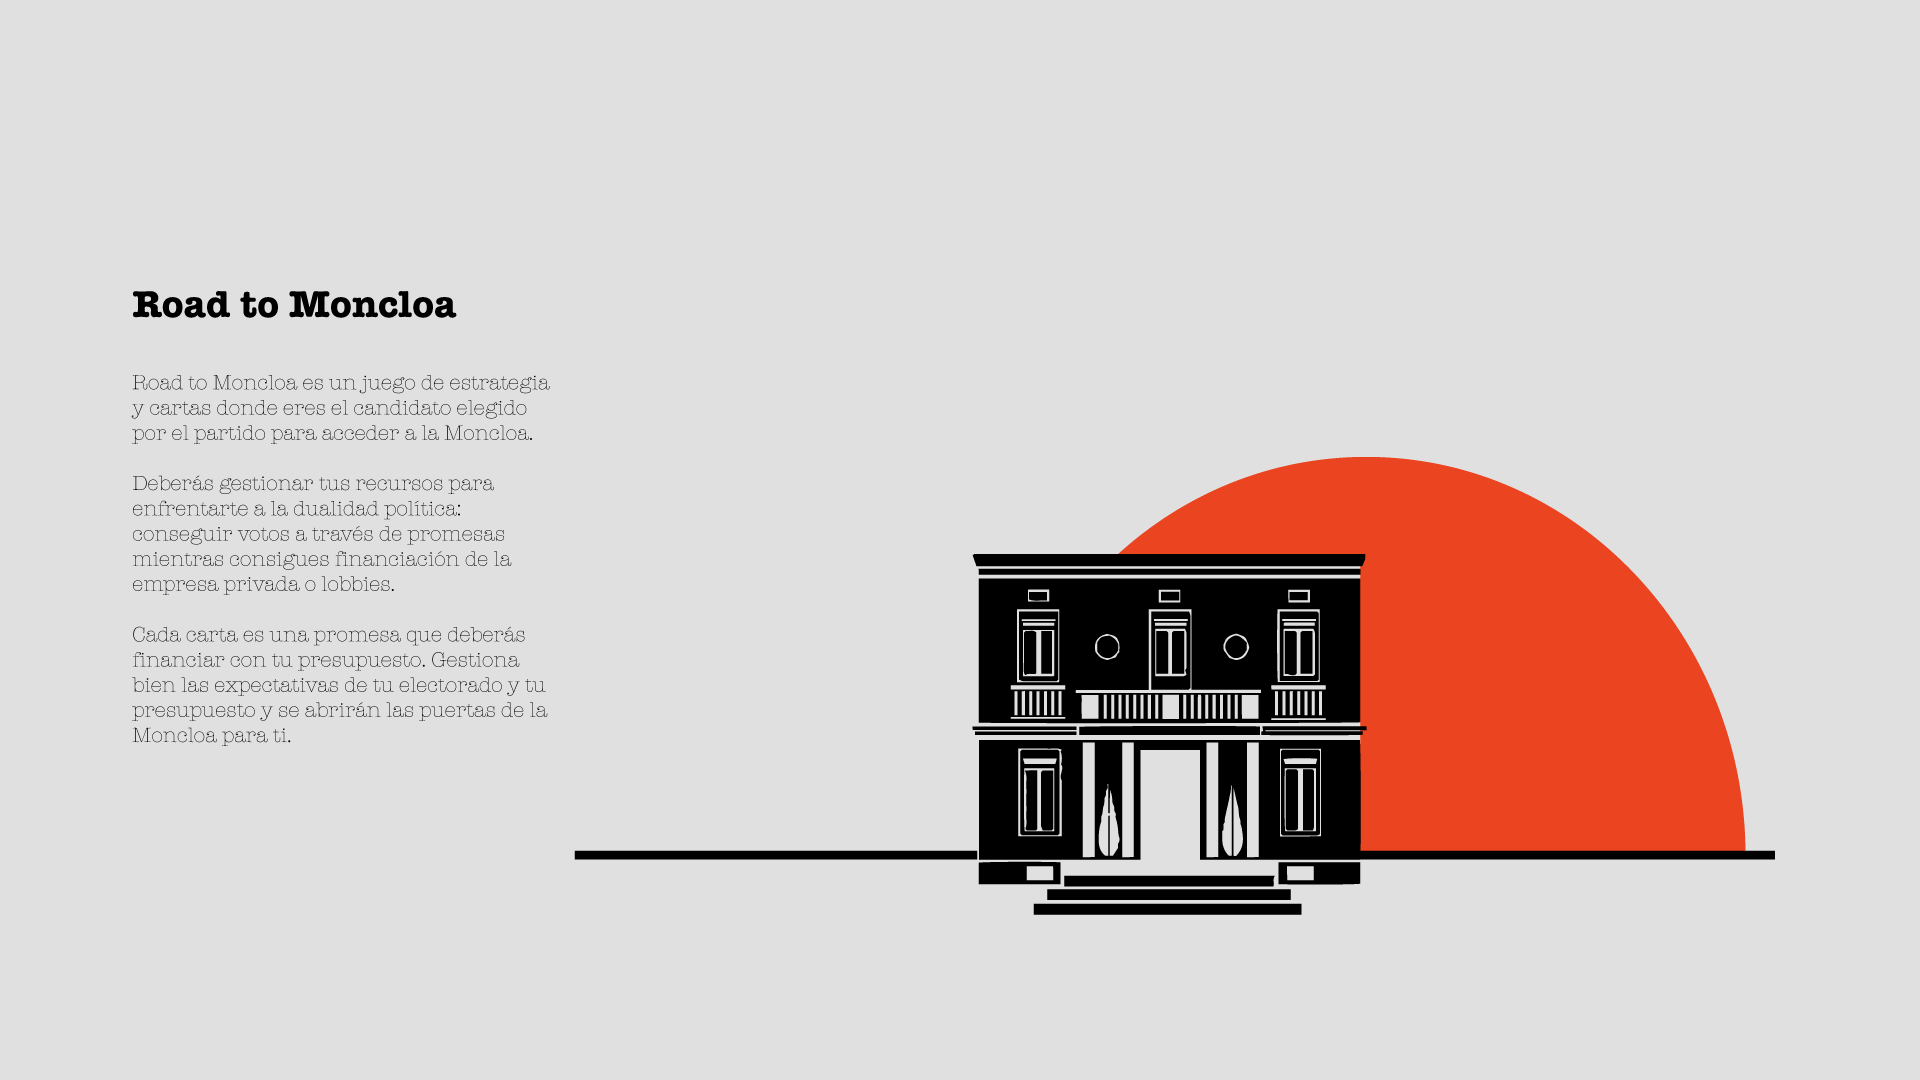 Road to Moncloa
Road to Moncloa es un juego de estrategia
y cartas donde eres el candidato elegido
por el partido para acceder a la Moncloa.
Deberás gestionar tus recursos para
enfrentarte a la dualidad política:
conseguir votos a través de promesas
mientras consigues financiación de la
empresa privada o lobbies.
Cada carta es una promesa que deberás
financiar con tu presupuesto. Gestiona
bien las expectativas de tu electorado y tu
presupuesto y se abrirán las puertas de la
Moncloa para ti.